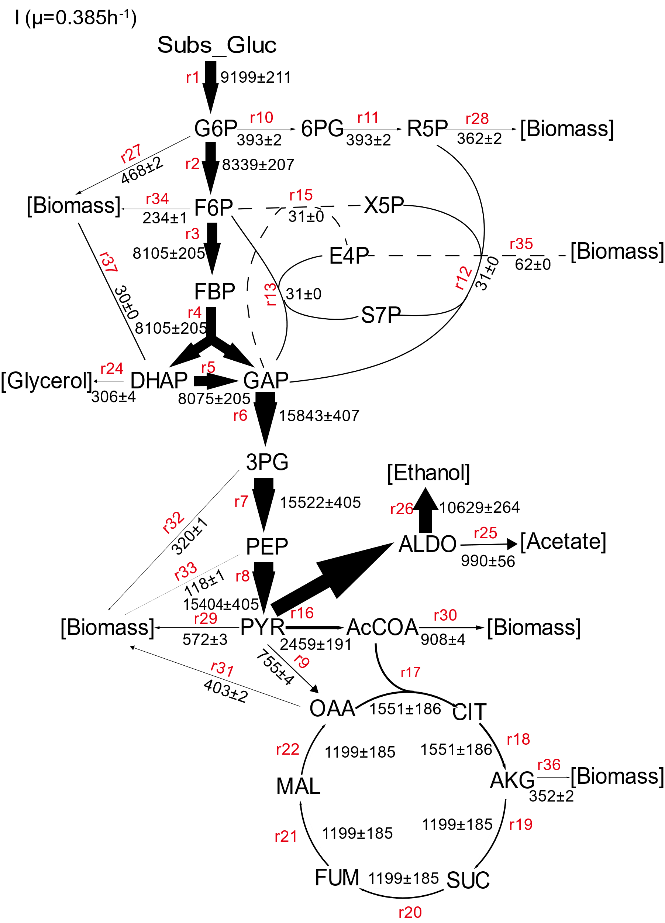 I (μ=0.385h⁻¹)
Subs_Gluc
r1 9199±211
G6P r10 393±2 6PG r11 393±2 R5P r28 362±2 [Biomass]
r27 468±2
r2 8339±207
[Biomass] r34 234±1 F6P r15 31±0 X5P
r3 8105±205
E4P r35 62±0 [Biomass]
r37 30±0
r13 31±0
r12 31±0
FBP
S7P
r4 8105±205
[Glycerol] r24 306±4 DHAP r5 8075±205 GAP
r6 15843±407
3PG
[Ethanol]
r7 15522±405
r26 10629±264
r32 320±1
PEP
ALDO r25 990±56 [Acetate]
r33 118±1
r8 15404±405
[Biomass] r29 572±3 PYR r16 2459±191 AcCOA r30 908±4 [Biomass]
r9 755±4
r31 403±2
r17 1551±186
OAA
CIT
r22 1199±185
r18 1551±186
MAL
AKG r36 352±2 [Biomass]
r21 1199±185
r19 1199±185
FUM
SUC
r20 1199±185